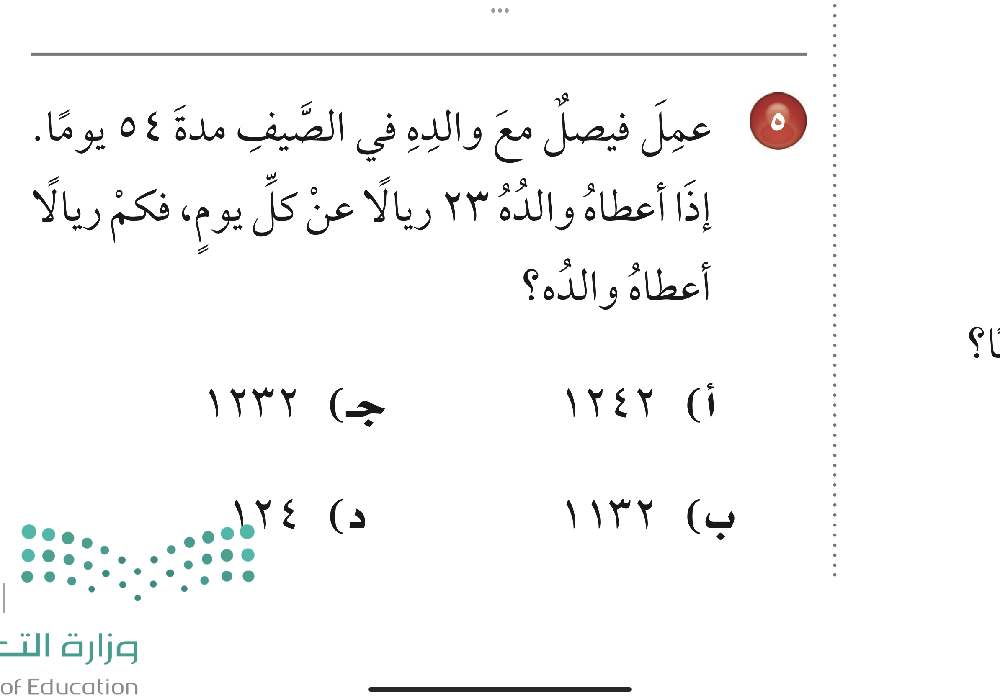 ٥
عمِلَ فيصلٌ معَ والدِهِ في الصَّيفِ مدةَ ٥٤ يومًا.
إذَا أعطاهُ والدُهُ ٢٣ ريالًا عنْ كلِّ يومٍ، فكمْ ريالًا
أعطاهُ والدُه؟
أ) ١٢٤٢
جـ) ١٢٣٢
ب) ١١٣٢
د) ١٢٤
وزارة التـ
of Education